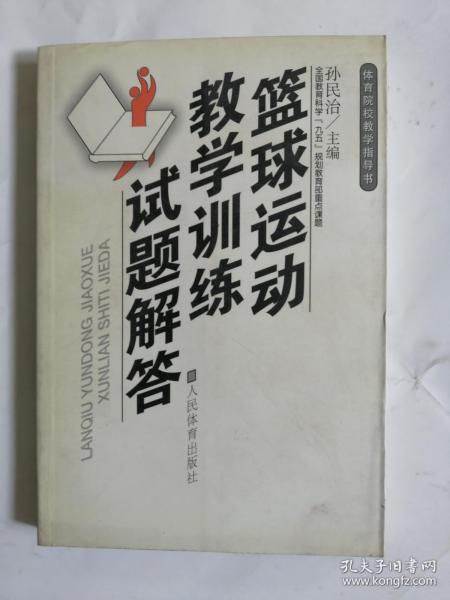 体育院校教学指导书
孙民治／主编
全国教育科学「九五」规划教育部重点课题
篮球运动
教学训练
试题解答
LANQIU YUNDONG JIAOXUE
XUNLIAN SHITI JIEDA
人民体育出版社
孔夫子旧书网
www.kongfz.com